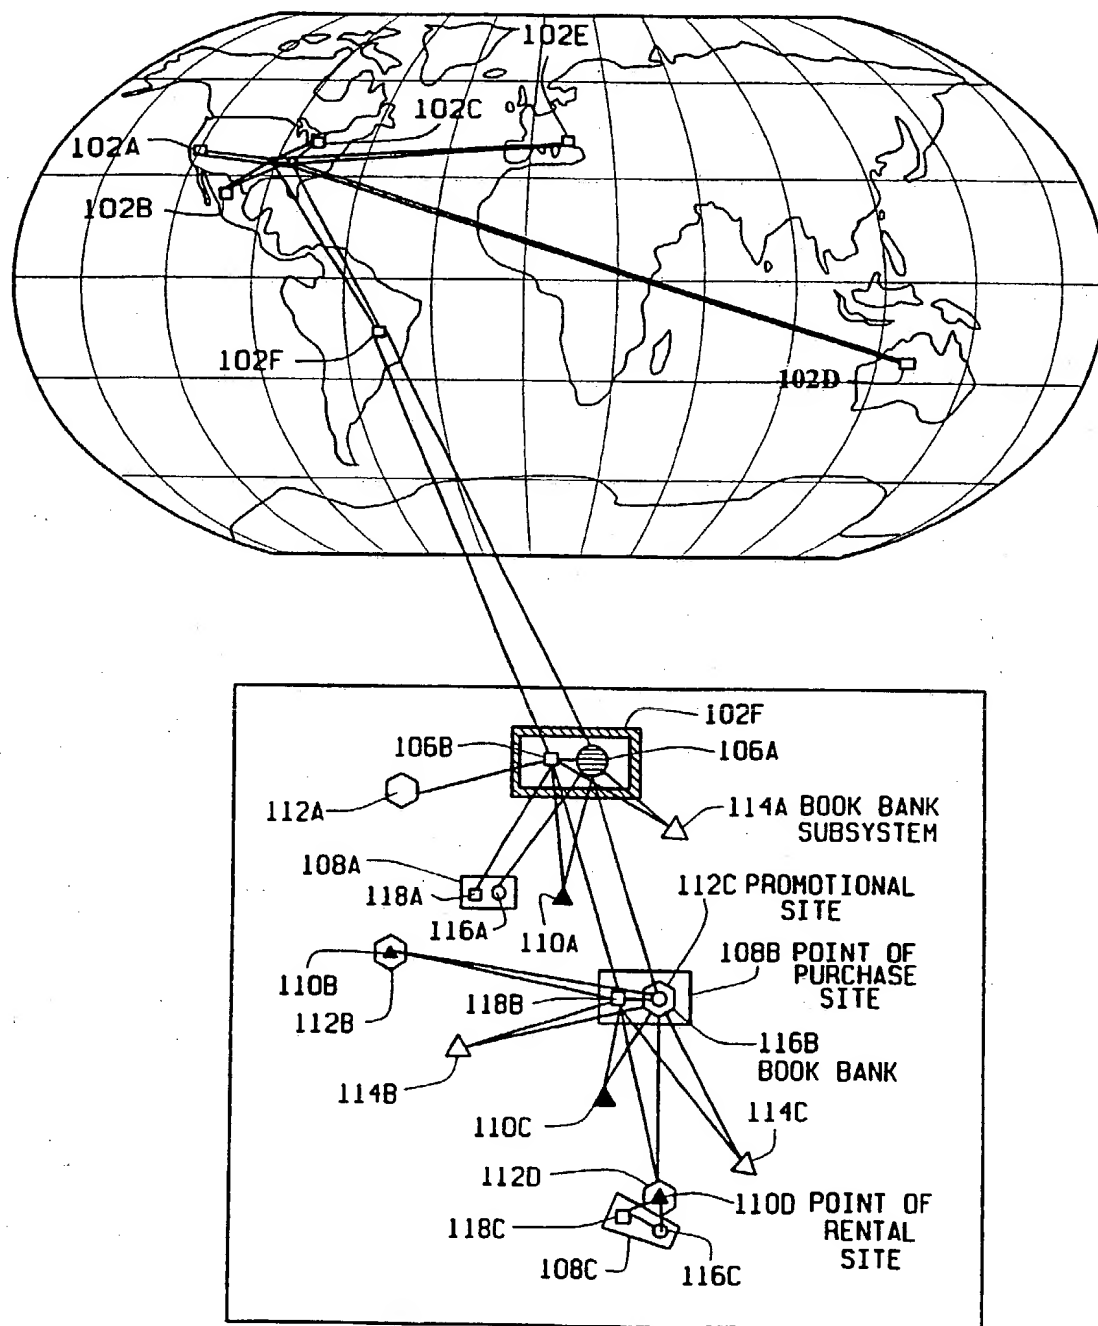 102E
102C
102A
102B
102F
102D
102F
106B
106A
112A
114A BOOK BANK
SUBSYSTEM
108A
112C PROMOTIONAL
SITE
118A
116A
110A
108B POINT OF
PURCHASE
SITE
110B
118B
112B
116B
BOOK BANK
114B
110C
114C
112D
110D POINT OF
RENTAL
SITE
118C
108C
116C